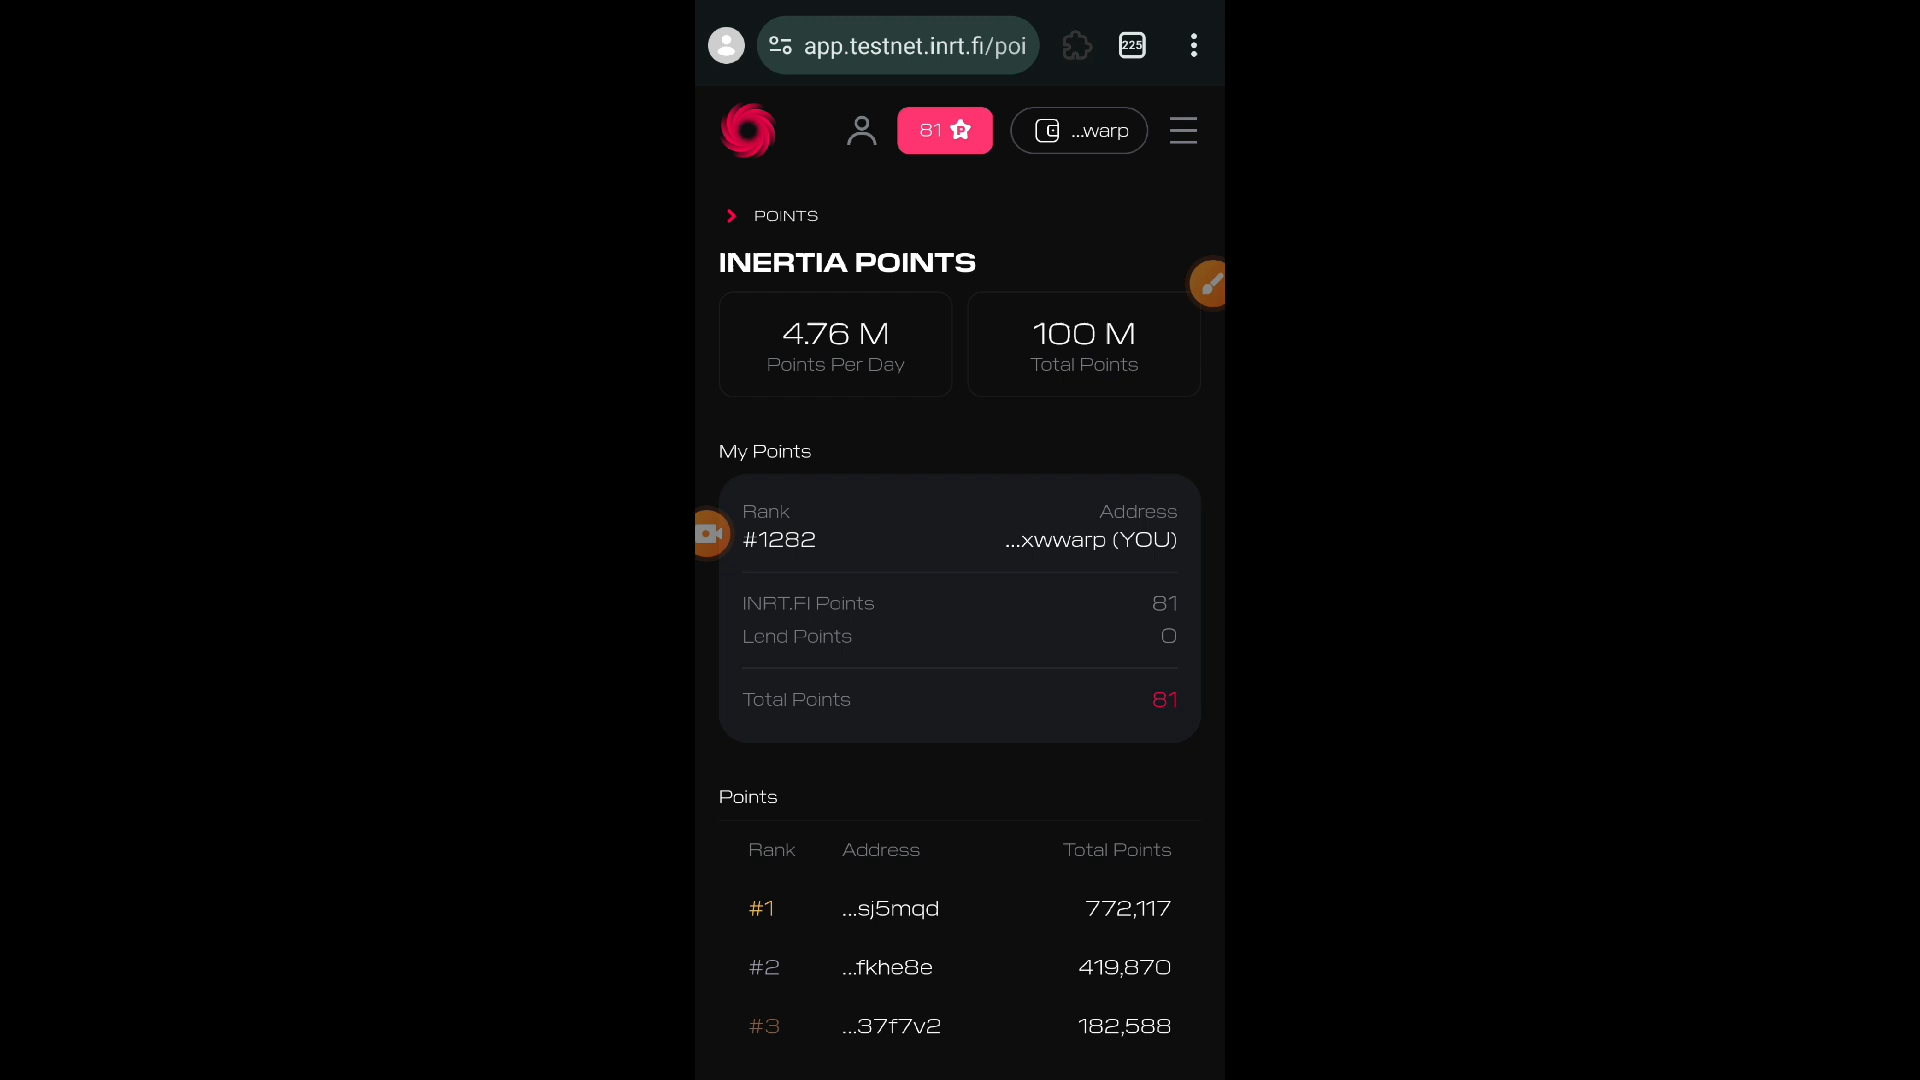 app.testnet.inrt.fi/poi
225
81
...warp
POINTS
INERTIA POINTS
4.76 M
Points Per Day
100 M
Total Points
My Points
Rank
Address
#1282
...xwwarp (YOU)
INRT.FI Points
81
Lend Points
0
Total Points
81
Points
Rank
Address
Total Points
#1
...sj5mqd
772,117
#2
...fkhe8e
419,870
#3
...37f7v2
182,588